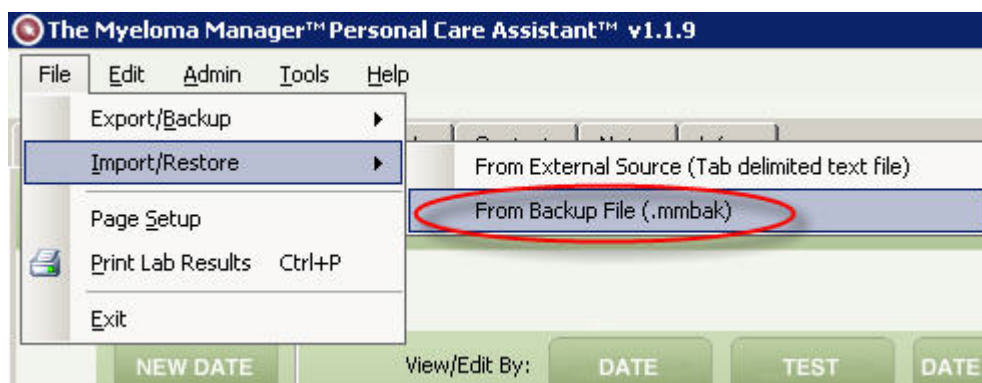 The Myeloma Manager™ Personal Care Assistant™ v1.1.9
File Edit Admin Tools Help
Export/Backup
Import/Restore
From External Source (Tab delimited text file)
From Backup File (.mmbak)
Page Setup
Print Lab Results Ctrl+P
Exit
NEW DATE View/Edit By: DATE TEST DATE